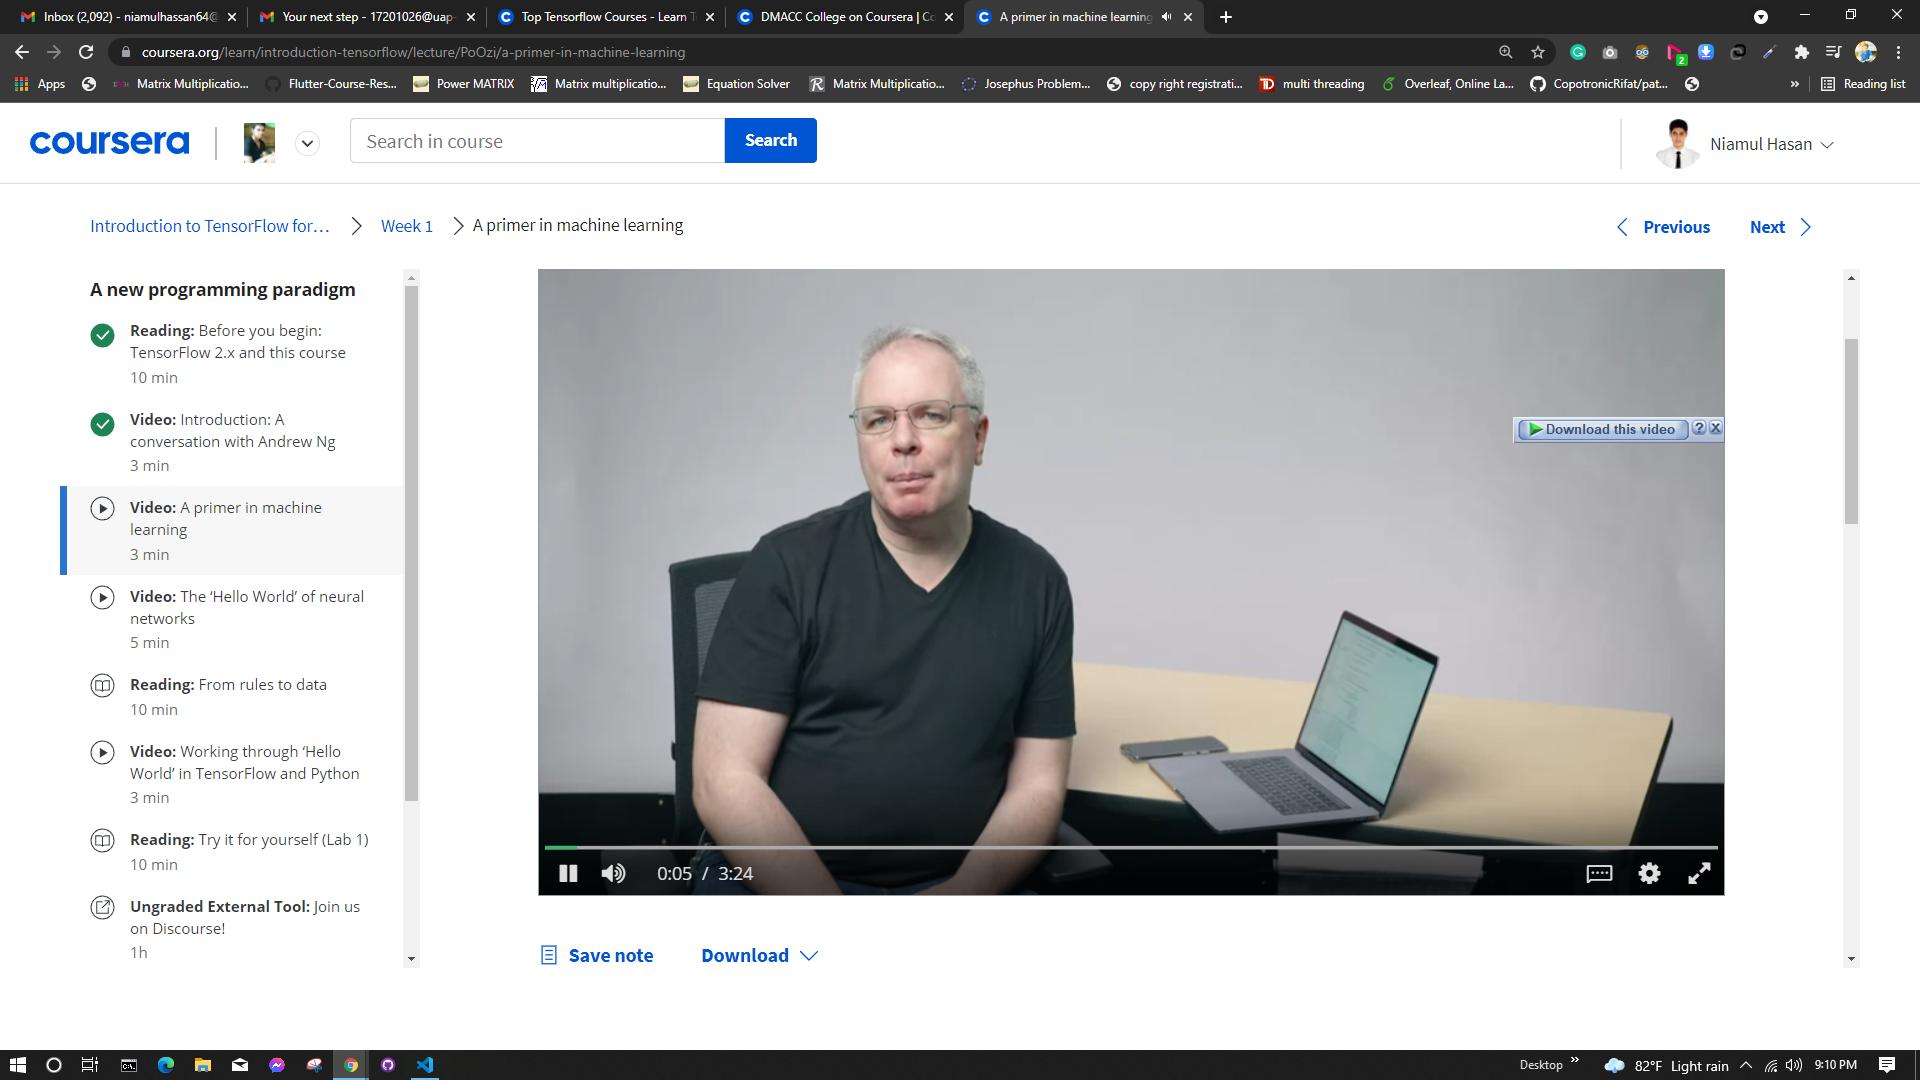 Inbox (2,092) - niamulhassan64@
Your next step - 17201026@uap-
Top Tensorflow Courses - Learn T
DMACC College on Coursera | Co
A primer in machine learning
coursera.org/learn/introduction-tensorflow/lecture/PoOzi/a-primer-in-machine-learning
2
Apps
Matrix Multiplicatio...
Flutter-Course-Res...
Power MATRIX
Matrix multiplicatio...
Equation Solver
Matrix Multiplicatio...
Josephus Problem...
copy right registrati...
multi threading
Overleaf, Online La...
CopotronicRifat/pat...
»
Reading list
coursera
Search in course
Search
Niamul Hasan
Introduction to TensorFlow for...
Week 1
A primer in machine learning
Previous
Next
A new programming paradigm
Reading: Before you begin:
TensorFlow 2.x and this course
10 min
Video: Introduction: A
conversation with Andrew Ng
3 min
Video: A primer in machine
learning
3 min
Video: The ‘Hello World’ of neural
networks
5 min
Reading: From rules to data
10 min
Video: Working through ‘Hello
World’ in TensorFlow and Python
3 min
Reading: Try it for yourself (Lab 1)
10 min
Ungraded External Tool: Join us
on Discourse!
1h
Download this video ? X
0:05 / 3:24
Save note
Download
Desktop »
82°F Light rain
9:10 PM